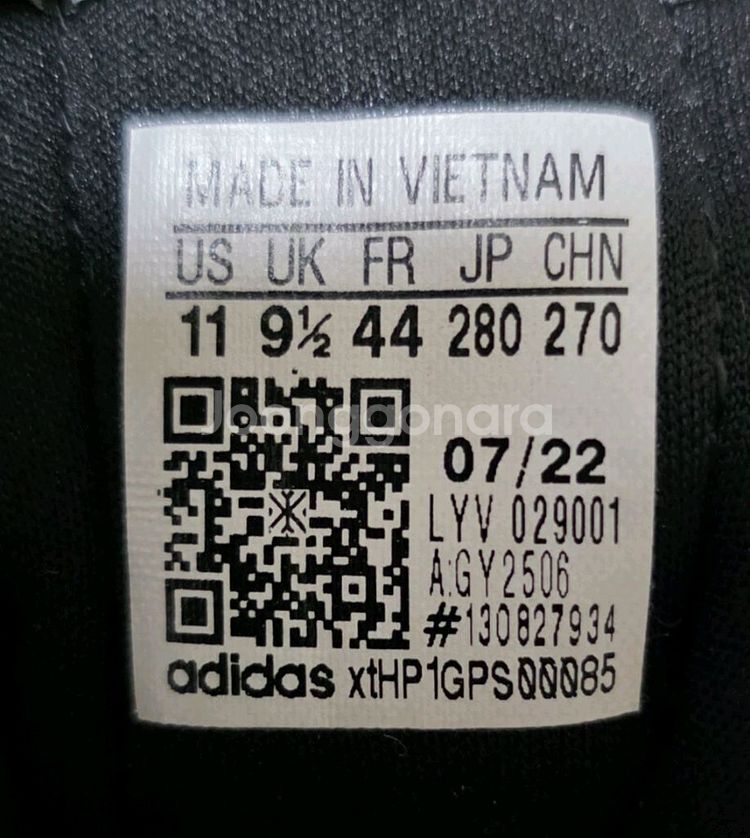 MADE IN VIETNAM
US UK FR JP CHN
11 9½ 44 280 270
Joonggonara
07/22
LYV 029001
A:GY2506
#130827934
adidas xtHP1GPS00085